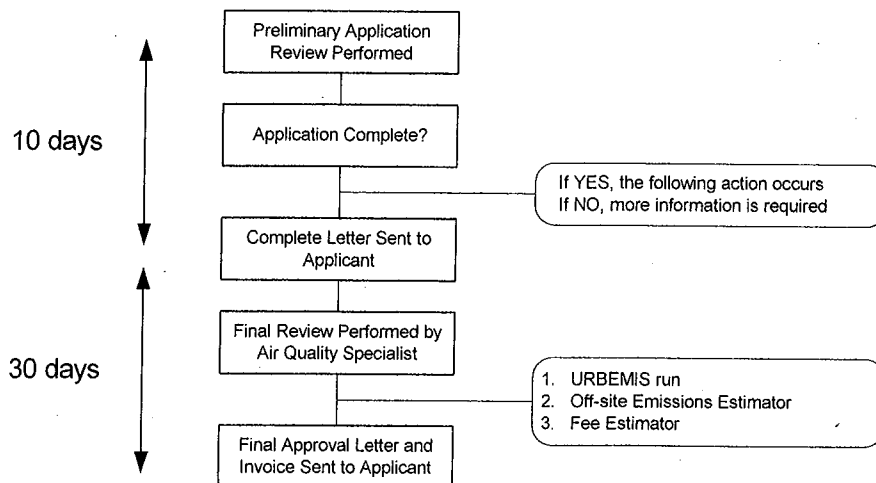 Preliminary Application
Review Performed
10 days
Application Complete?
If YES, the following action occurs
If NO, more information is required
Complete Letter Sent to
Applicant
30 days
Final Review Performed by
Air Quality Specialist
1. URBEMIS run
2. Off-site Emissions Estimator
3. Fee Estimator
Final Approval Letter and
Invoice Sent to Applicant